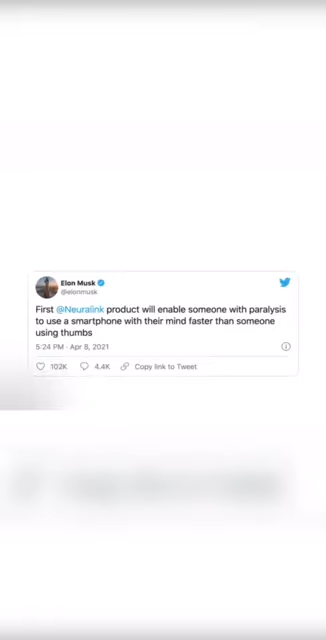 Elon Musk
@elonmusk
First @Neuralink product will enable someone with paralysis
to use a smartphone with their mind faster than someone
using thumbs
5:24 PM · Apr 8, 2021
102K 4.4K Copy link to Tweet